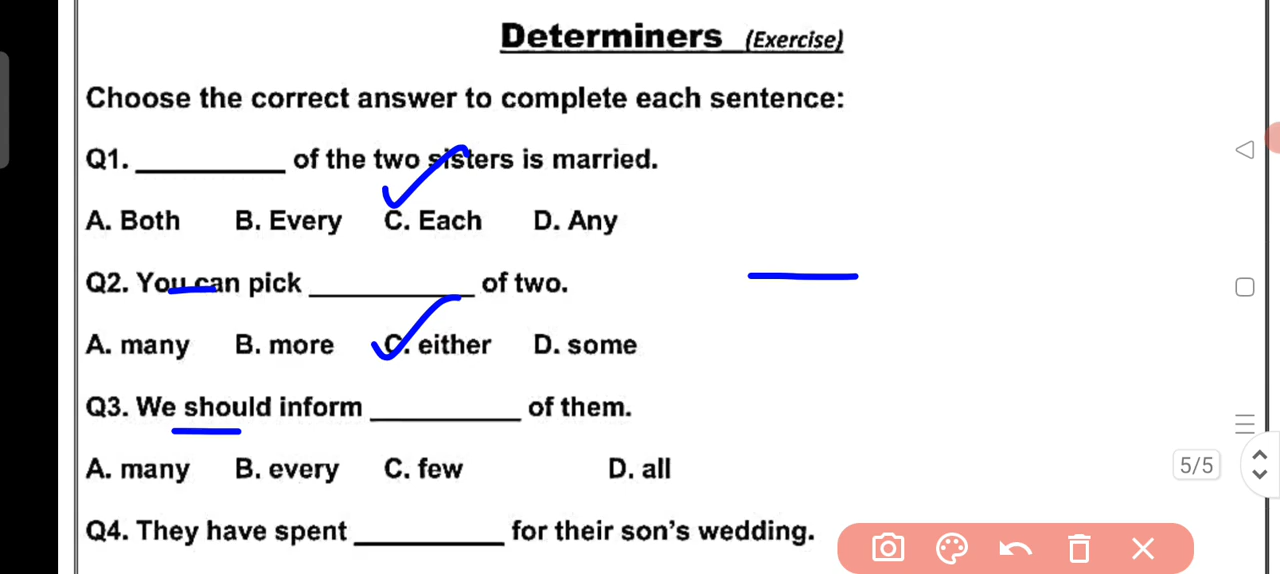 Determiners (Exercise)
Choose the correct answer to complete each sentence:
Q1. __________ of the two sisters is married.
A. Both B. Every C. Each D. Any
Q2. You can pick ___________ of two.
A. many B. more C. either D. some
Q3. We should inform __________ of them.
A. many B. every C. few D. all
5/5
Q4. They have spent __________ for their son's wedding.